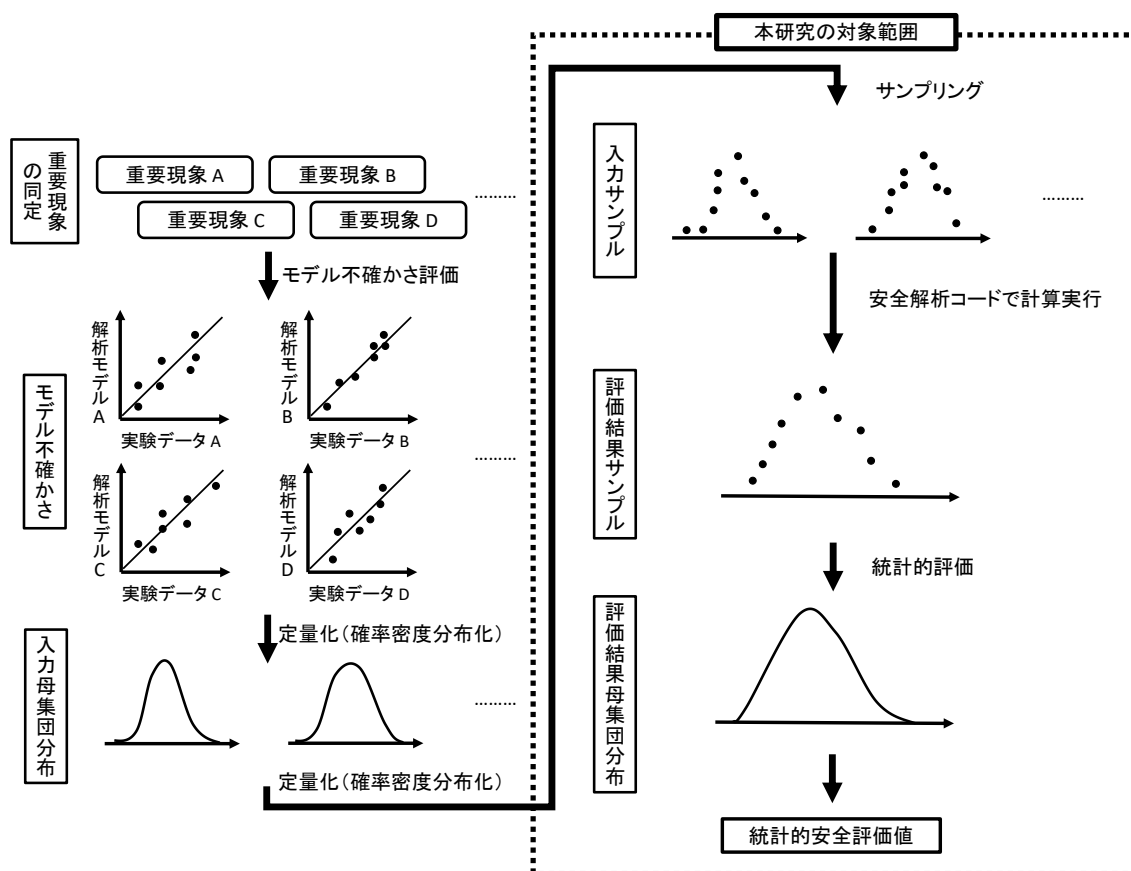 本研究の対象範囲
重要現象
の同定
重要現象 A
重要現象 B
重要現象 C
重要現象 D
………
モデル不確かさ評価
モデル不確かさ
解析モデル
A
実験データ A
解析モデル
B
実験データ B
解析モデル
C
実験データ C
解析モデル
D
実験データ D
………
定量化（確率密度分布化）
入力母集団分布
………
定量化（確率密度分布化）
サンプリング
入力サンプル
………
安全解析コードで計算実行
評価結果サンプル
統計的評価
評価結果母集団分布
統計的安全評価値